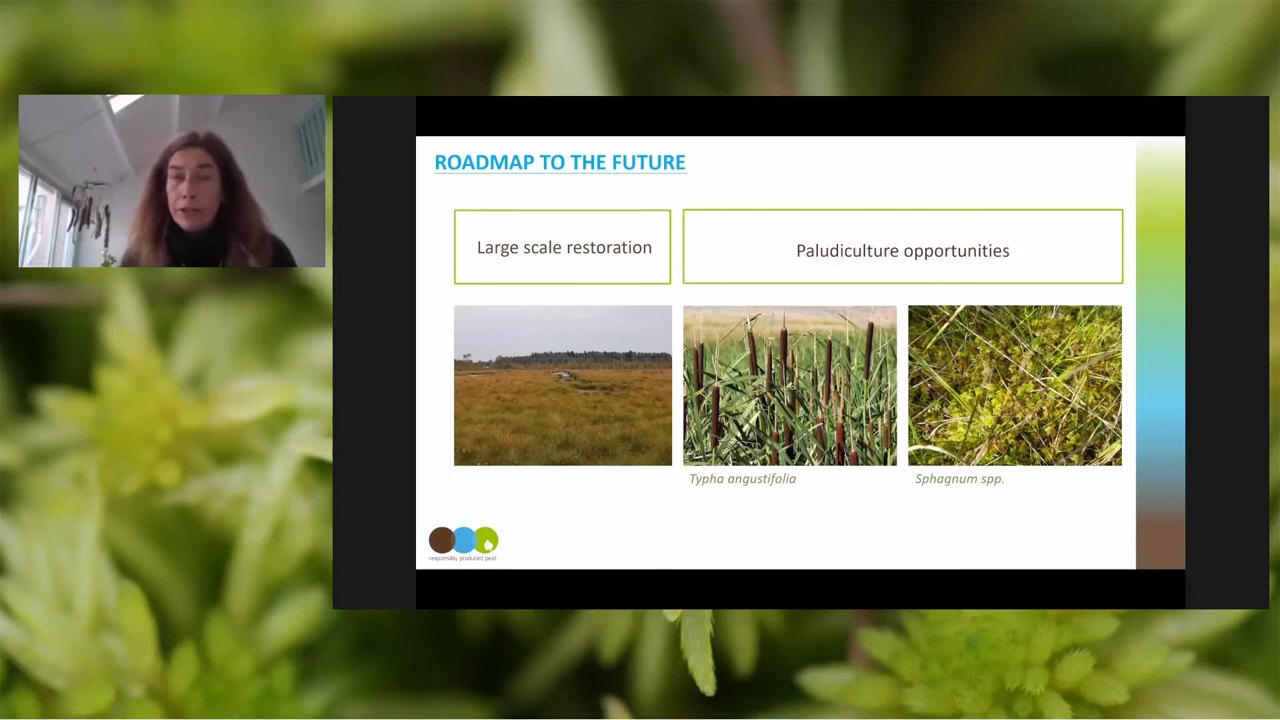 ROADMAP TO THE FUTURE
Large scale restoration
Paludiculture opportunities
Typha angustifolia
Sphagnum spp.
responsibly produced peat